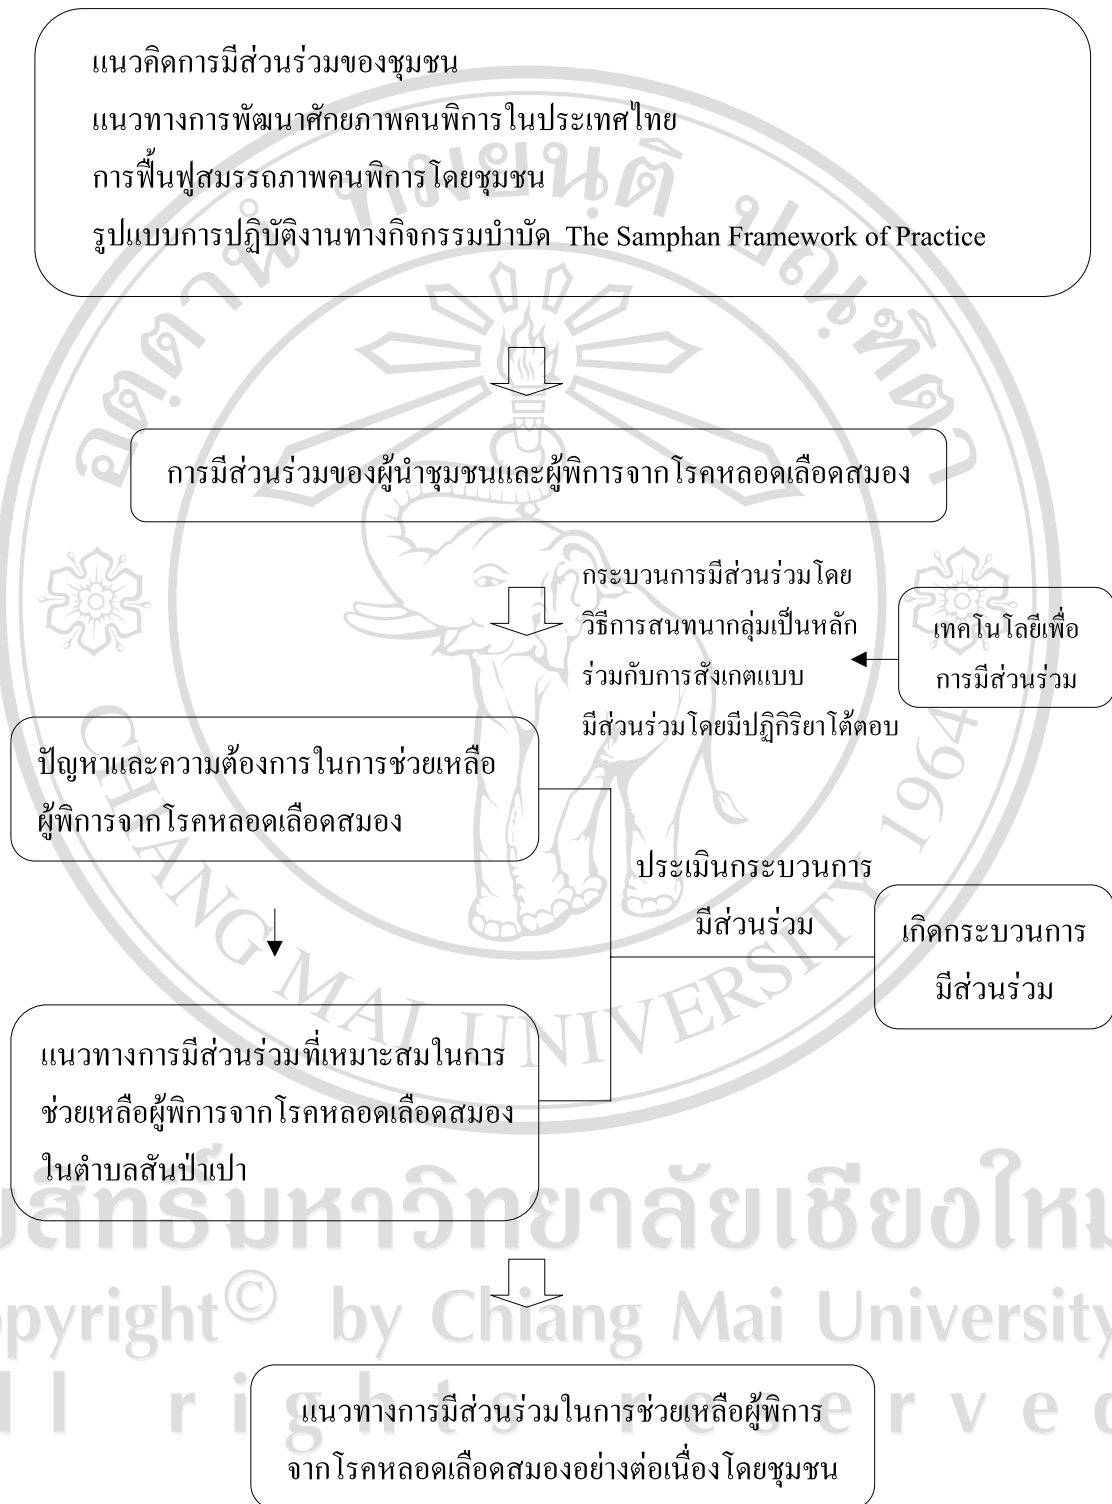 แนวคิดการมีส่วนร่วมของชุมชน
แนวทางการพัฒนาศักยภาพคนพิการในประเทศไทย
การฟื้นฟูสมรรถภาพคนพิการโดยชุมชน
รูปแบบการปฏิบัติงานทางกิจกรรมบำบัด The Samphan Framework of Practice
การมีส่วนร่วมของผู้นำชุมชนและผู้พิการจากโรคหลอดเลือดสมอง
กระบวนการมีส่วนร่วมโดย
วิธีการสนทนากลุ่มเป็นหลัก
ร่วมกับการสังเกตแบบ
มีส่วนร่วมโดยมีปฏิกิริยาโต้ตอบ
เทคโนโลยีเพื่อ
การมีส่วนร่วม
ปัญหาและความต้องการในการช่วยเหลือ
ผู้พิการจากโรคหลอดเลือดสมอง
ประเมินกระบวนการ
มีส่วนร่วม
เกิดกระบวนการ
มีส่วนร่วม
แนวทางการมีส่วนร่วมที่เหมาะสมในการ
ช่วยเหลือผู้พิการจากโรคหลอดเลือดสมอง
ในตำบลสันป่าเปา
แนวทางการมีส่วนร่วมในการช่วยเหลือผู้พิการ
จากโรคหลอดเลือดสมองอย่างต่อเนื่องโดยชุมชน
อตฺตานํ ทมยนฺติ ปณฺฑิตา
CHIANG MAI UNIVERSITY 1964
สิทธิ์มหาวิทยาลัยเชียงให
opyright© by Chiang Mai University
ll rights reserved